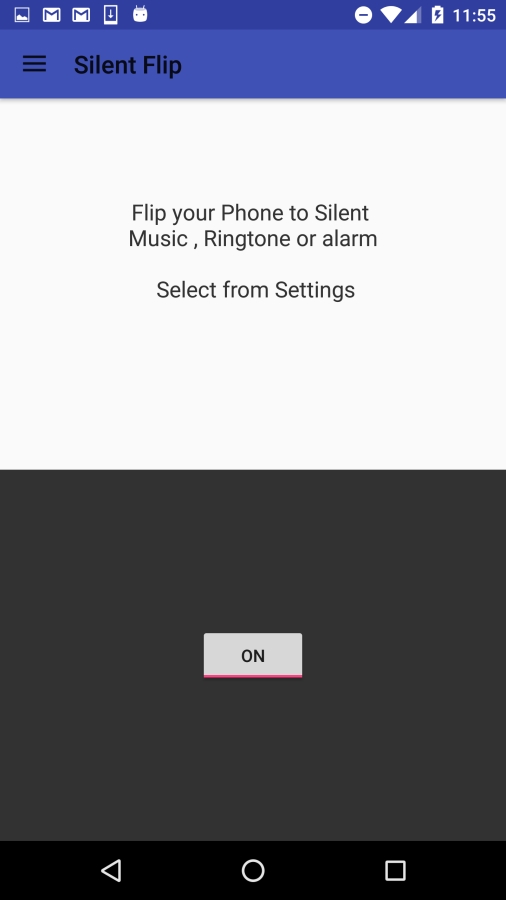 11:55
Silent Flip
Flip your Phone to Silent
Music , Ringtone or alarm
Select from Settings
ON